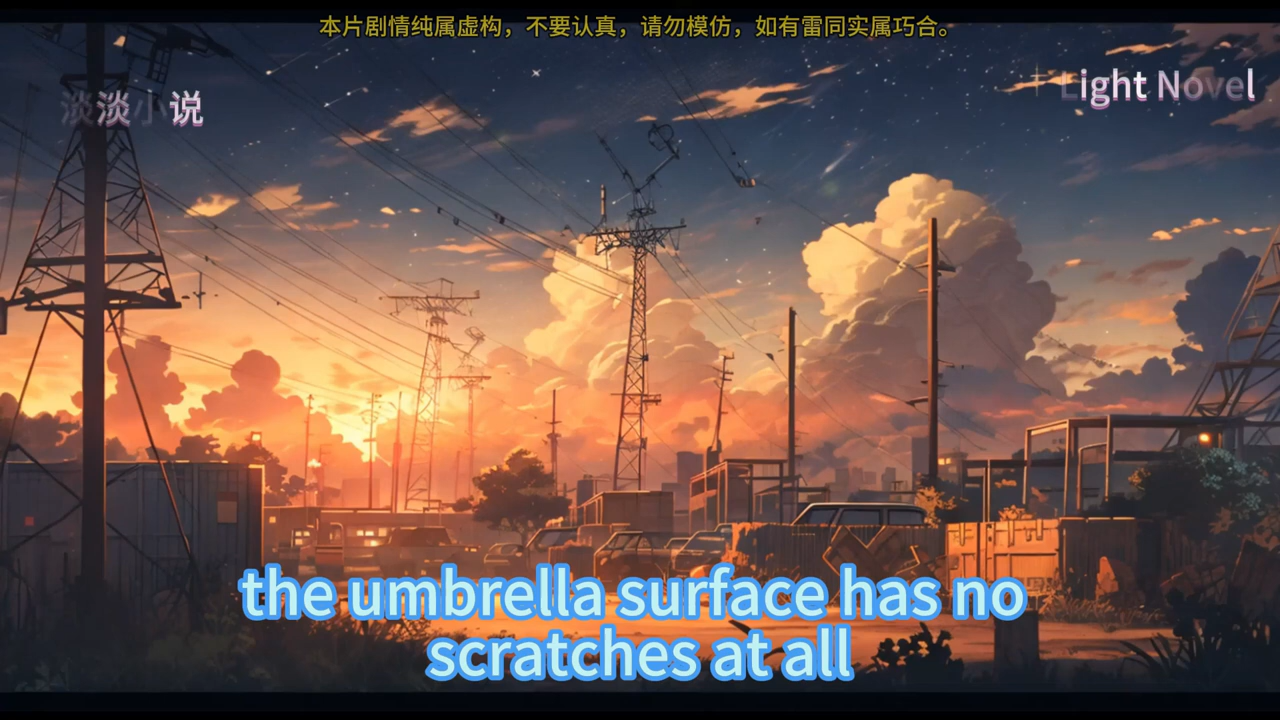 本片剧情纯属虚构，不要认真，请勿模仿，如有雷同实属巧合。
淡淡小说
Light Novel
the umbrella surface has no
scratches at all